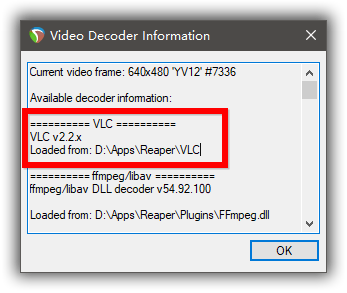 Video Decoder Information
Current video frame: 640x480 'YV12' #7336
Available decoder information:
========== VLC ==========
VLC v2.2.x
Loaded from: D:\Apps\Reaper\VLC
========== ffmpeg/libav ==========
ffmpeg/libav DLL decoder v54.92.100
Loaded from: D:\Apps\Reaper\Plugins\FFmpeg.dll
OK